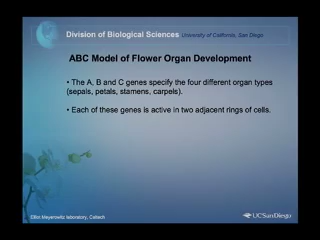 Division of Biological Sciences University of California, San Diego
ABC Model of Flower Organ Development
• The A, B and C genes specify the four different organ types
(sepals, petals, stamens, carpels).
• Each of these genes is active in two adjacent rings of cells.
Elliot Meyerowitz laboratory, Caltech
UCSanDiego